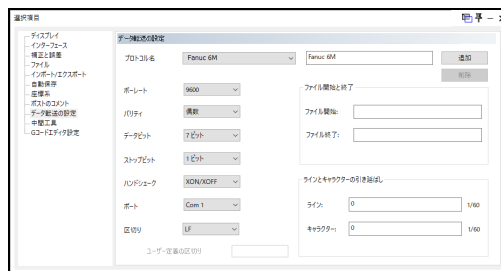 選択項目
ディスプレイ
インターフェース
補正と誤差
ファイル
インポート/エクスポート
自動保存
座標系
ポストのコメント
データ転送の設定
中間工具
Gコードエディタ設定
データ転送の設定
プロトコル名 Fanuc 6M Fanuc 6M 追加
削除
ボーレート 9600
パリティ 偶数
データビット 7 ビット
ストップビット 1 ビット
ハンドシェーク XON/XOFF
ポート Com 1
区切り LF
ユーザー定義の区切り
ファイル開始と終了
ファイル開始:
ファイル終了:
ラインとキャラクターの引き延ばし
ライン: 0 1/60
キャラクター: 0 1/60